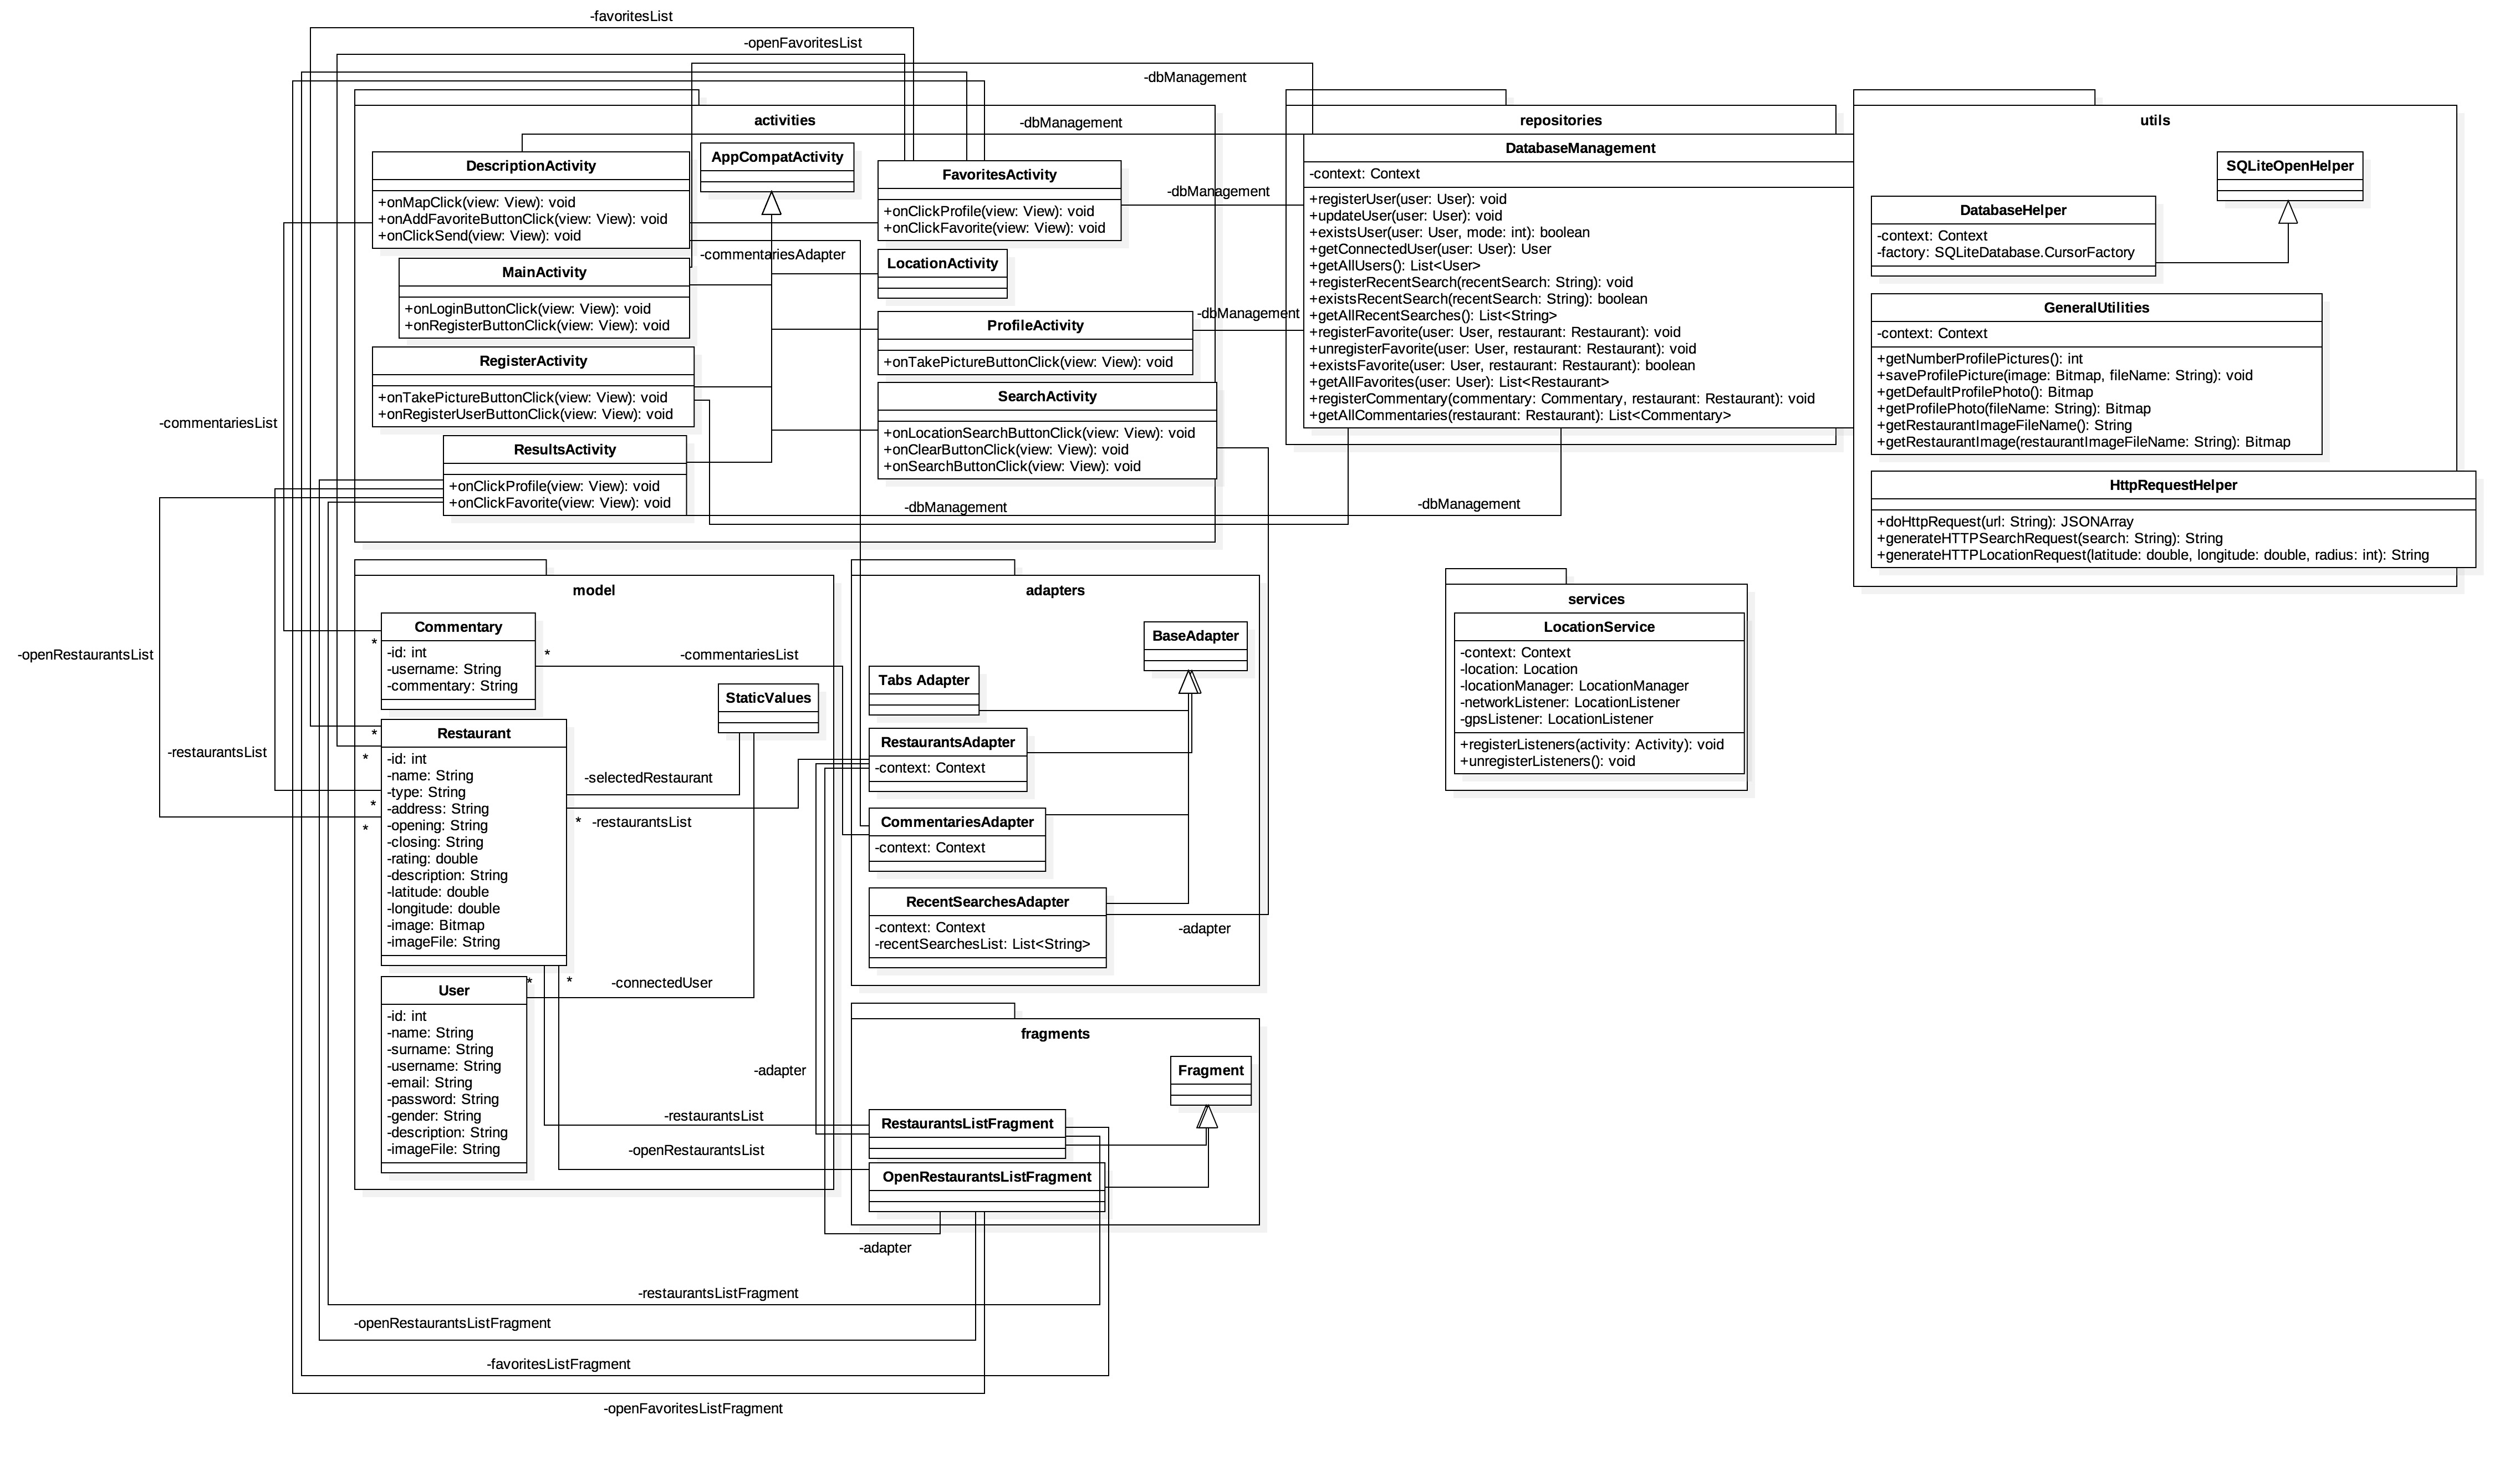 -favoritesList
-openFavoritesList
-dbManagement
activities
-dbManagement
DescriptionActivity
+onMapClick(view: View): void
+onAddFavoriteButtonClick(view: View): void
+onClickSend(view: View): void
AppCompatActivity
FavoritesActivity
+onClickProfile(view: View): void
+onClickFavorite(view: View): void
-dbManagement
-commentariesAdapter
MainActivity
+onLoginButtonClick(view: View): void
+onRegisterButtonClick(view: View): void
LocationActivity
ProfileActivity
+onTakePictureButtonClick(view: View): void
-dbManagement
RegisterActivity
+onTakePictureButtonClick(view: View): void
+onRegisterUserButtonClick(view: View): void
SearchActivity
+onLocationSearchButtonClick(view: View): void
+onClearButtonClick(view: View): void
+onSearchButtonClick(view: View): void
ResultsActivity
+onClickProfile(view: View): void
+onClickFavorite(view: View): void
-dbManagement
-dbManagement
repositories
DatabaseManagement
-context: Context
+registerUser(user: User): void
+updateUser(user: User): void
+existsUser(user: User, mode: int): boolean
+getConnectedUser(user: User): User
+getAllUsers(): List<User>
+registerRecentSearch(recentSearch: String): void
+existsRecentSearch(recentSearch: String): boolean
+getAllRecentSearches(): List<String>
+registerFavorite(user: User, restaurant: Restaurant): void
+unregisterFavorite(user: User, restaurant: Restaurant): void
+existsFavorite(user: User, restaurant: Restaurant): boolean
+getAllFavorites(user: User): List<Restaurant>
+registerCommentary(commentary: Commentary, restaurant: Restaurant): void
+getAllCommentaries(restaurant: Restaurant): List<Commentary>
utils
SQLiteOpenHelper
DatabaseHelper
-context: Context
-factory: SQLiteDatabase.CursorFactory
GeneralUtilities
-context: Context
+getNumberProfilePictures(): int
+saveProfilePicture(image: Bitmap, fileName: String): void
+getDefaultProfilePhoto(): Bitmap
+getProfilePhoto(fileName: String): Bitmap
+getRestaurantImageFileName(): String
+getRestaurantImage(restaurantImageFileName: String): Bitmap
HttpRequestHelper
+doHttpRequest(url: String): JSONArray
+generateHTTPSearchRequest(search: String): String
+generateHTTPLocationRequest(latitude: double, longitude: double, radius: int): String
-commentariesList
-openRestaurantsList
-restaurantsList
model
Commentary
-id: int
-username: String
-commentary: String
*
*
-commentariesList
StaticValues
Restaurant
-id: int
-name: String
-type: String
-address: String
-opening: String
-closing: String
-rating: double
-description: String
-latitude: double
-longitude: double
-image: Bitmap
-imageFile: String
*
*
*
*
-selectedRestaurant
* -restaurantsList
*
*
-connectedUser
User
-id: int
-name: String
-surname: String
-username: String
-email: String
-password: String
-gender: String
-description: String
-imageFile: String
adapters
BaseAdapter
Tabs Adapter
RestaurantsAdapter
-context: Context
CommentariesAdapter
-context: Context
RecentSearchesAdapter
-context: Context
-recentSearchesList: List<String>
-adapter
services
LocationService
-context: Context
-location: Location
-locationManager: LocationManager
-networkListener: LocationListener
-gpsListener: LocationListener
+registerListeners(activity: Activity): void
+unregisterListeners(): void
fragments
Fragment
-adapter
-restaurantsList
RestaurantsListFragment
-openRestaurantsList
OpenRestaurantsListFragment
-adapter
-restaurantsListFragment
-openRestaurantsListFragment
-favoritesListFragment
-openFavoritesListFragment